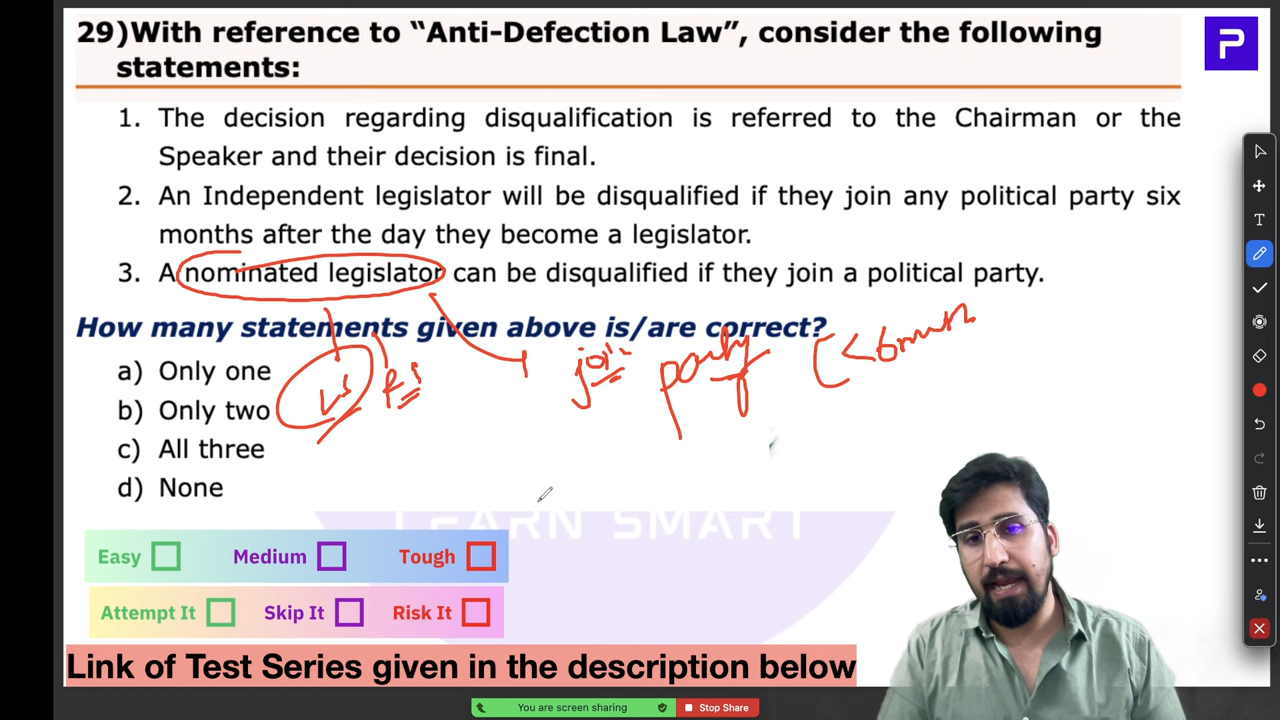 29)With reference to “Anti-Defection Law”, consider the following
statements:
P
1. The decision regarding disqualification is referred to the Chairman or the
Speaker and their decision is final.
2. An Independent legislator will be disqualified if they join any political party six
months after the day they become a legislator.
3. A nominated legislator can be disqualified if they join a political party.
How many statements given above is/are correct?
join party (<6month
a) Only one
LS RS
b) Only two
c) All three
d) None
LEARN SMART
Easy Medium Tough
Attempt It Skip It Risk It
Link of Test Series given in the description below
You are screen sharing Stop Share
T